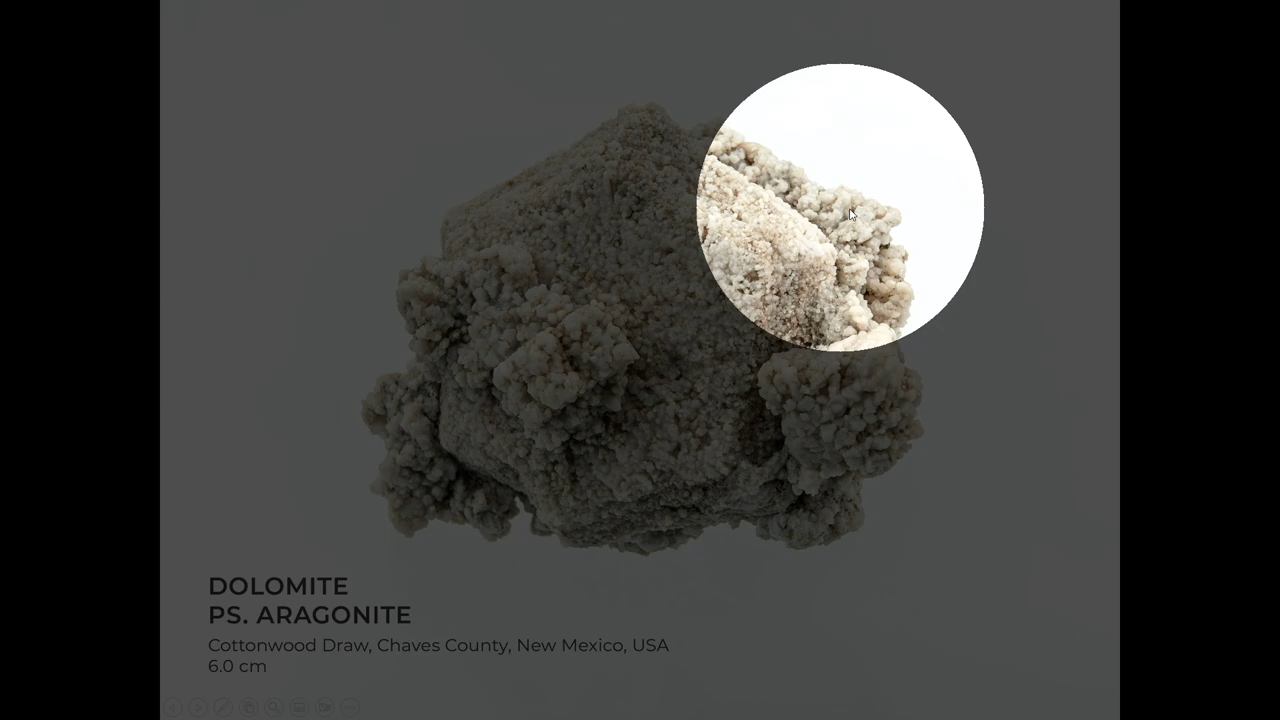 DOLOMITE
PS. ARAGONITE
Cottonwood Draw, Chaves County, New Mexico, USA
6.0 cm